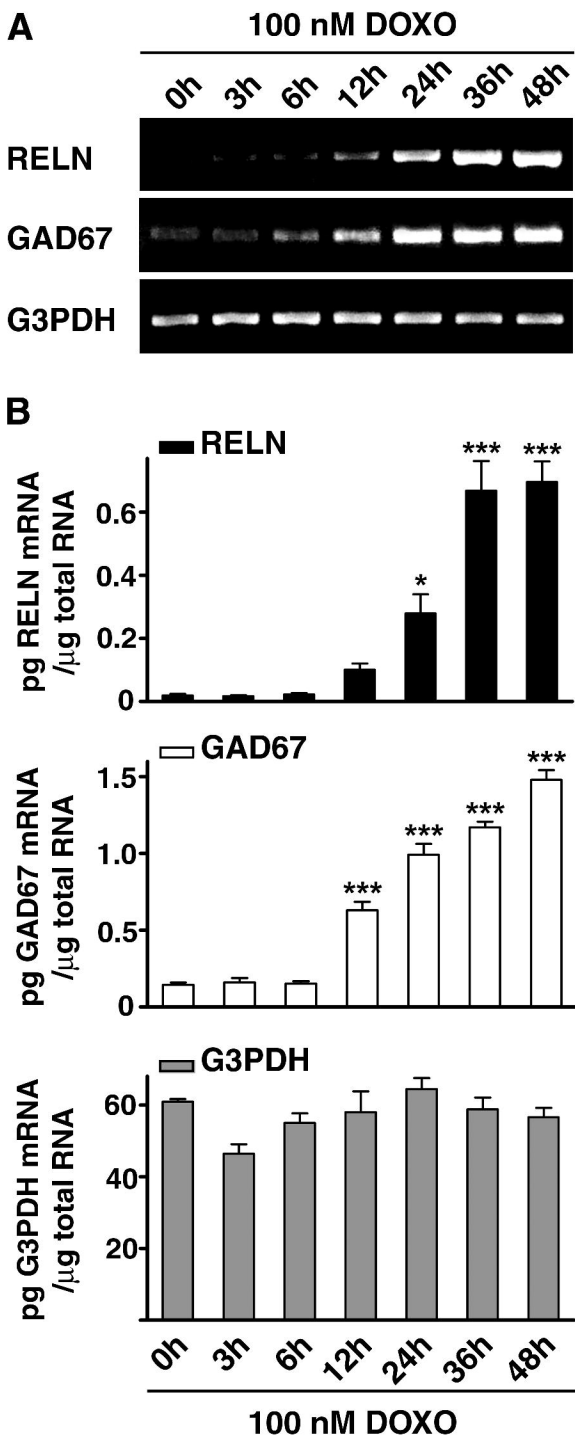 A
100 nM DOXO
0h 3h 6h 12h 24h 36h 48h
RELN
GAD67
G3PDH
B
RELN
pg RELN mRNA
/µg total RNA
0.6
0.4
0.2
0
*
***
***
GAD67
pg GAD67 mRNA
/µg total RNA
1.5
1.0
0.5
0
***
***
***
***
G3PDH
pg G3PDH mRNA
/µg total RNA
60
40
20
0h 3h 6h 12h 24h 36h 48h
100 nM DOXO